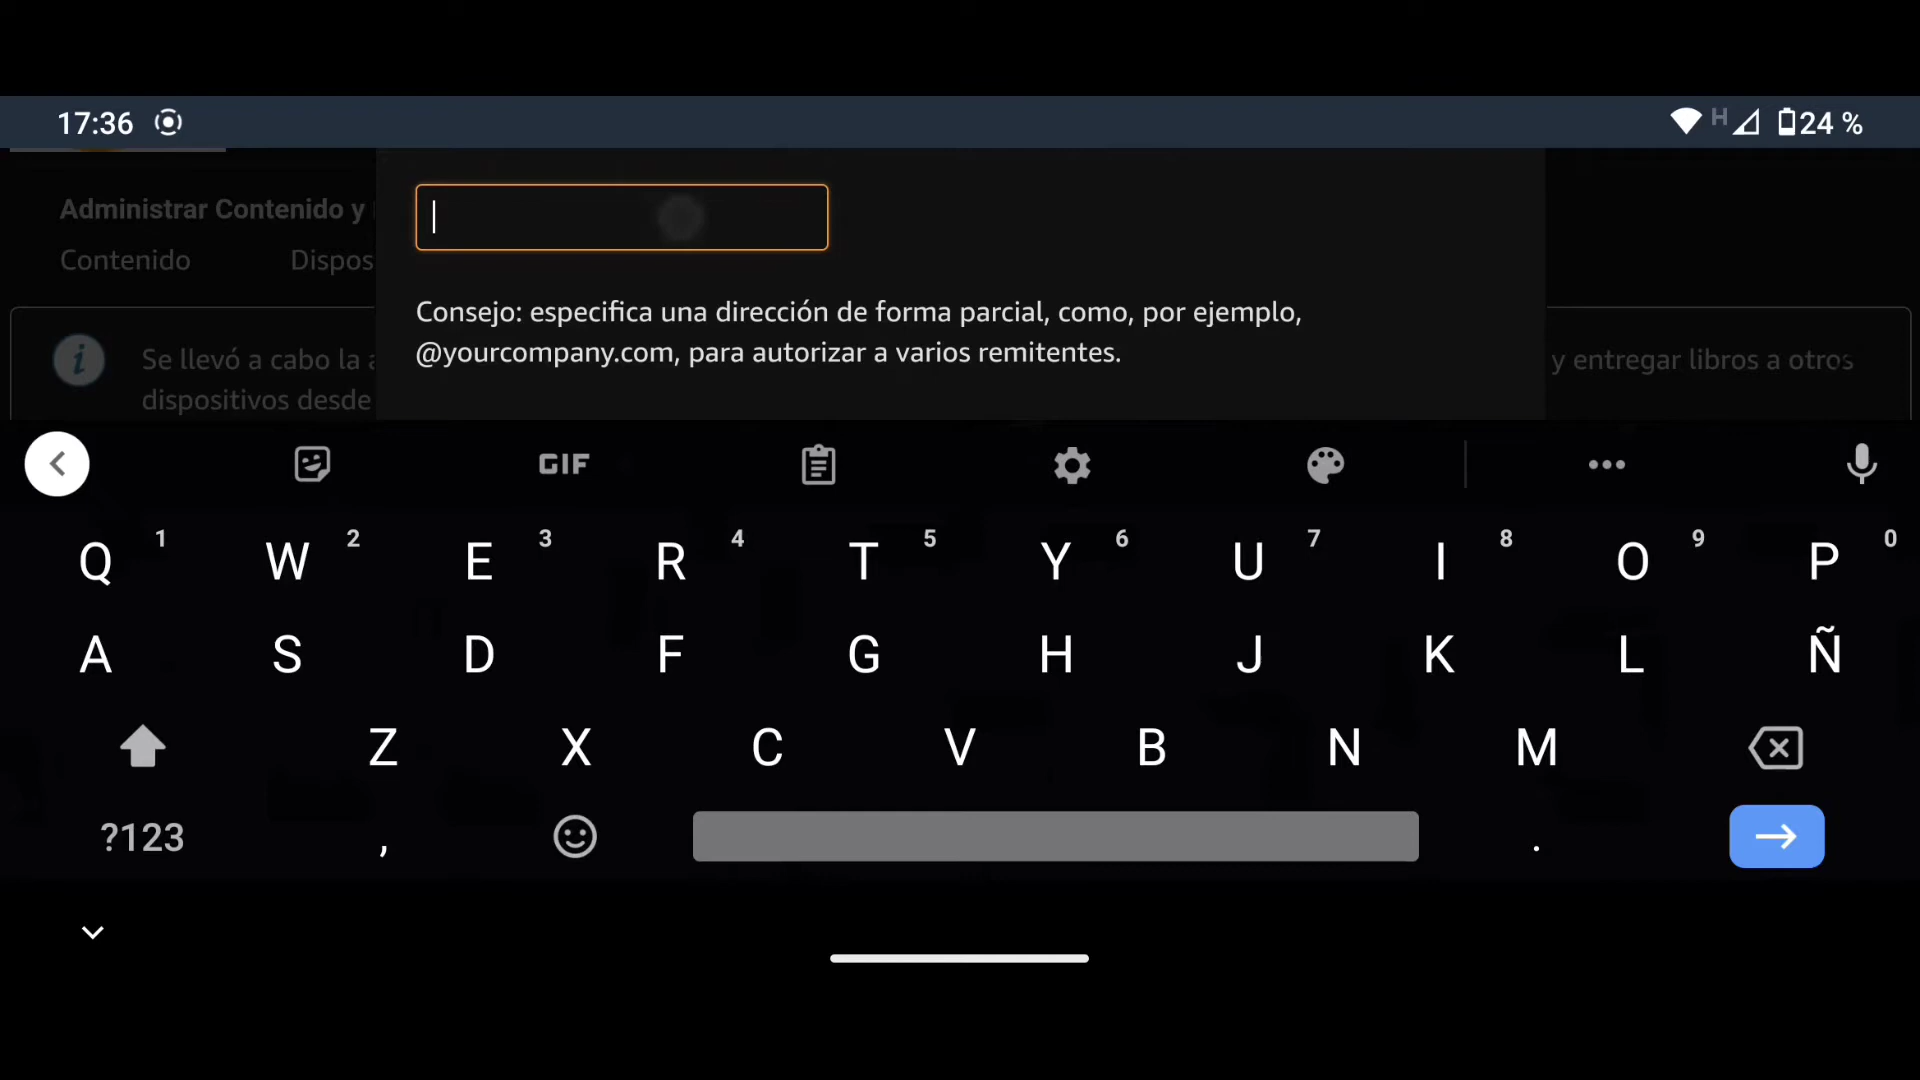 17:36
H
24 %
Administrar Contenido y
Contenido
Dispos
Consejo: especifica una dirección de forma parcial, como, por ejemplo,
@yourcompany.com, para autorizar a varios remitentes.
Se llevó a cabo la a
y entregar libros a otros
dispositivos desde
GIF
Q 1 W 2 E 3 R 4 T 5 Y 6 U 7 I 8 O 9 P 0
A S D F G H J K L Ñ
Z X C V B N M
?123 , .